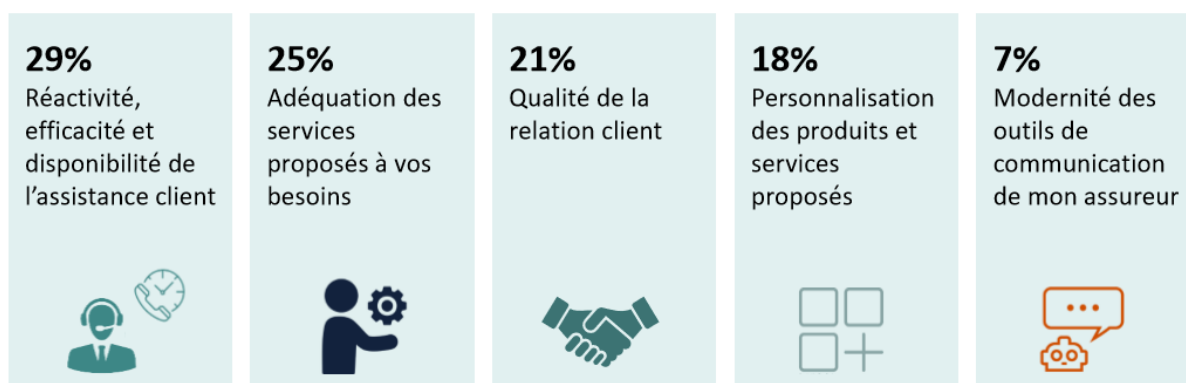 29%
Réactivité,
efficacité et
disponibilité de
l’assistance client
25%
Adéquation des
services
proposés à vos
besoins
21%
Qualité de la
relation client
18%
Personnalisation
des produits et
services
proposés
7%
Modernité des
outils de
communication
de mon assureur